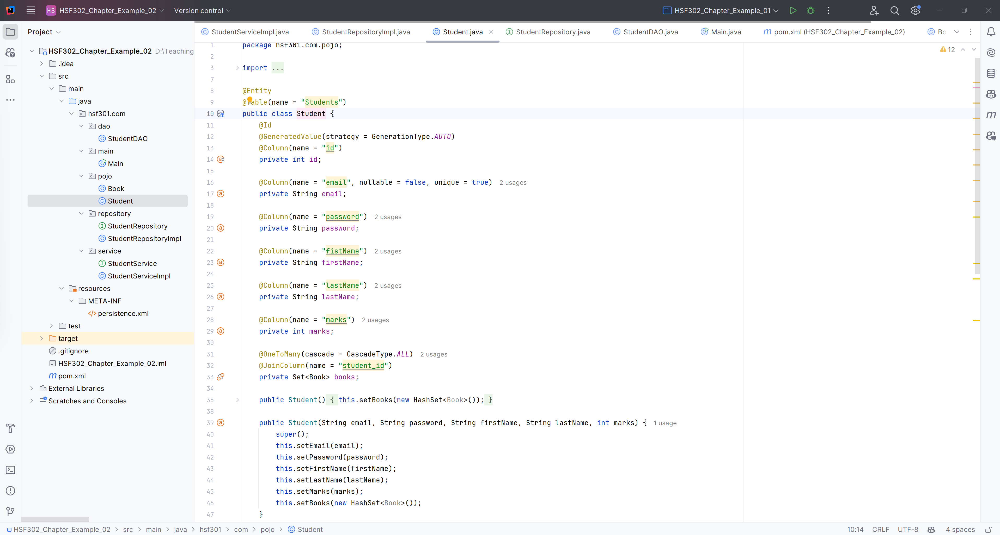 HS HSF302_Chapter_Example_02 Version control HSF302_Chapter_Example_01
Project
StudentServiceImpl.java StudentRepositoryImpl.java Student.java StudentRepository.java StudentDAO.java Main.java pom.xml (HSF302_Chapter_Example_02) Bo
HSF302_Chapter_Example_02 D:\Teaching
.idea
src
main
java
hsf301.com
dao
StudentDAO
main
Main
pojo
Book
Student
repository
StudentRepository
StudentRepositoryImpl
service
StudentService
StudentServiceImpl
resources
META-INF
persistence.xml
test
target
.gitignore
HSF302_Chapter_Example_02.iml
pom.xml
External Libraries
Scratches and Consoles
12
1 package hsf301.com.pojo;
2
3 import ...
7
8 @Entity
9 @Table(name = "Students")
10 public class Student {
11 @Id
12 @GeneratedValue(strategy = GenerationType.AUTO)
13 @Column(name = "id")
14 private int id;
15
16 @Column(name = "email", nullable = false, unique = true) 2 usages
17 private String email;
18
19 @Column(name = "password") 2 usages
20 private String password;
21
22 @Column(name = "fistName") 2 usages
23 private String firstName;
24
25 @Column(name = "lastName") 2 usages
26 private String lastName;
27
28 @Column(name = "marks") 2 usages
29 private int marks;
30
31 @OneToMany(cascade = CascadeType.ALL) 2 usages
32 @JoinColumn(name = "student_id")
33 private Set<Book> books;
34
35 public Student() { this.setBooks(new HashSet<Book>()); }
38
39 public Student(String email, String password, String firstName, String lastName, int marks) { 1 usage
40 super();
41 this.setEmail(email);
42 this.setPassword(password);
43 this.setFirstName(firstName);
44 this.setLastName(lastName);
45 this.setMarks(marks);
46 this.setBooks(new HashSet<Book>());
47 }
HSF302_Chapter_Example_02 > src > main > java > hsf301 > com > pojo > Student 10:14 CRLF UTF-8 4 spaces